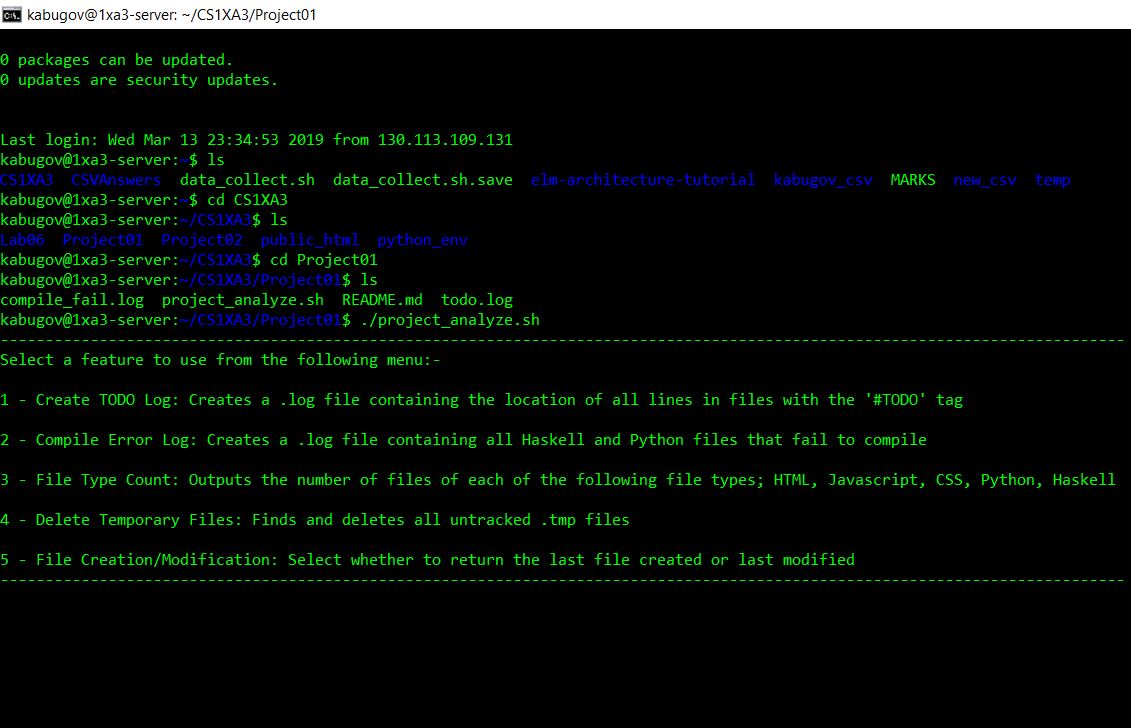 kabugov@1xa3-server: ~/CS1XA3/Project01
0 packages can be updated.
0 updates are security updates.
Last login: Wed Mar 13 23:34:53 2019 from 130.113.109.131
kabugov@1xa3-server:~$ ls
CS1XA3  CSVAnswers  data_collect.sh  data_collect.sh.save  elm-architecture-tutorial  kabugov_csv  MARKS  new_csv  temp
kabugov@1xa3-server:~$ cd CS1XA3
kabugov@1xa3-server:~/CS1XA3$ ls
Lab06  Project01  Project02  public_html  python_env
kabugov@1xa3-server:~/CS1XA3$ cd Project01
kabugov@1xa3-server:~/CS1XA3/Project01$ ls
compile_fail.log  project_analyze.sh  README.md  todo.log
kabugov@1xa3-server:~/CS1XA3/Project01$ ./project_analyze.sh
-----------------------------------------------------------------------------------------------------------------------------
Select a feature to use from the following menu:-
1 - Create TODO Log: Creates a .log file containing the location of all lines in files with the '#TODO' tag
2 - Compile Error Log: Creates a .log file containing all Haskell and Python files that fail to compile
3 - File Type Count: Outputs the number of files of each of the following file types; HTML, Javascript, CSS, Python, Haskell
4 - Delete Temporary Files: Finds and deletes all untracked .tmp files
5 - File Creation/Modification: Select whether to return the last file created or last modified
-----------------------------------------------------------------------------------------------------------------------------